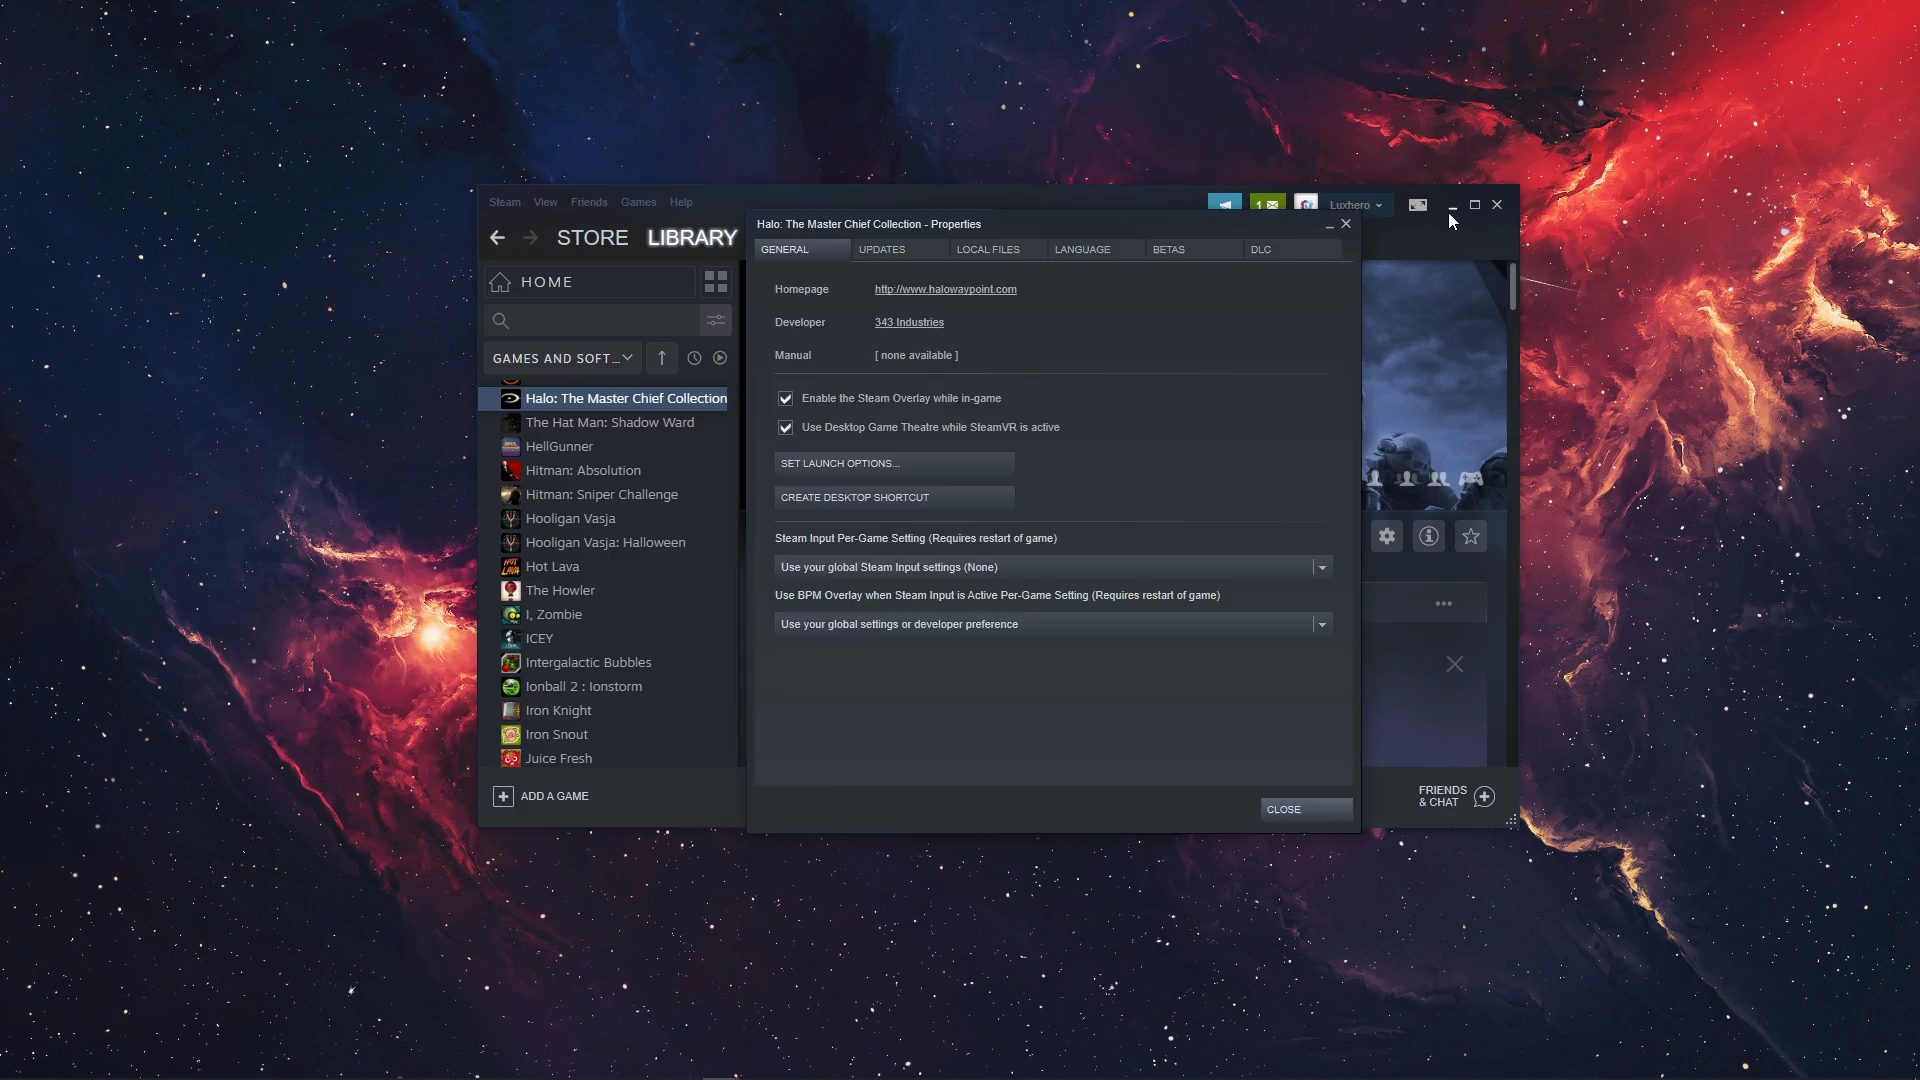 Steam View Friends Games Help
1
Luxhero
STORE LIBRARY
HOME
GAMES AND SOFT...
Halo: The Master Chief Collection
The Hat Man: Shadow Ward
HellGunner
Hitman: Absolution
Hitman: Sniper Challenge
Hooligan Vasja
Hooligan Vasja: Halloween
Hot Lava
The Howler
I, Zombie
ICEY
Intergalactic Bubbles
Ionball 2 : Ionstorm
Iron Knight
Iron Snout
Juice Fresh
ADD A GAME
Halo: The Master Chief Collection - Properties
GENERAL UPDATES LOCAL FILES LANGUAGE BETAS DLC
Homepage http://www.halowaypoint.com
Developer 343 Industries
Manual [ none available ]
Enable the Steam Overlay while in-game
Use Desktop Game Theatre while SteamVR is active
SET LAUNCH OPTIONS...
CREATE DESKTOP SHORTCUT
Steam Input Per-Game Setting (Requires restart of game)
Use your global Steam Input settings (None)
Use BPM Overlay when Steam Input is Active Per-Game Setting (Requires restart of game)
Use your global settings or developer preference
CLOSE
FRIENDS
& CHAT